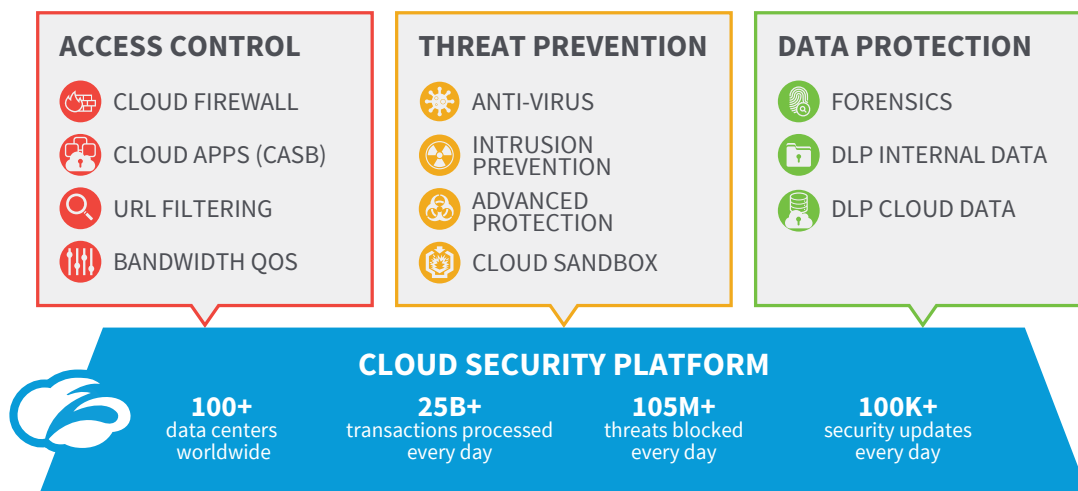 ACCESS CONTROL
CLOUD FIREWALL
CLOUD APPS (CASB)
URL FILTERING
BANDWIDTH QOS
THREAT PREVENTION
ANTI-VIRUS
INTRUSION
PREVENTION
ADVANCED
PROTECTION
CLOUD SANDBOX
DATA PROTECTION
FORENSICS
DLP INTERNAL DATA
DLP CLOUD DATA
CLOUD SECURITY PLATFORM
100+
data centers
worldwide
25B+
transactions processed
every day
105M+
threats blocked
every day
100K+
security updates
every day